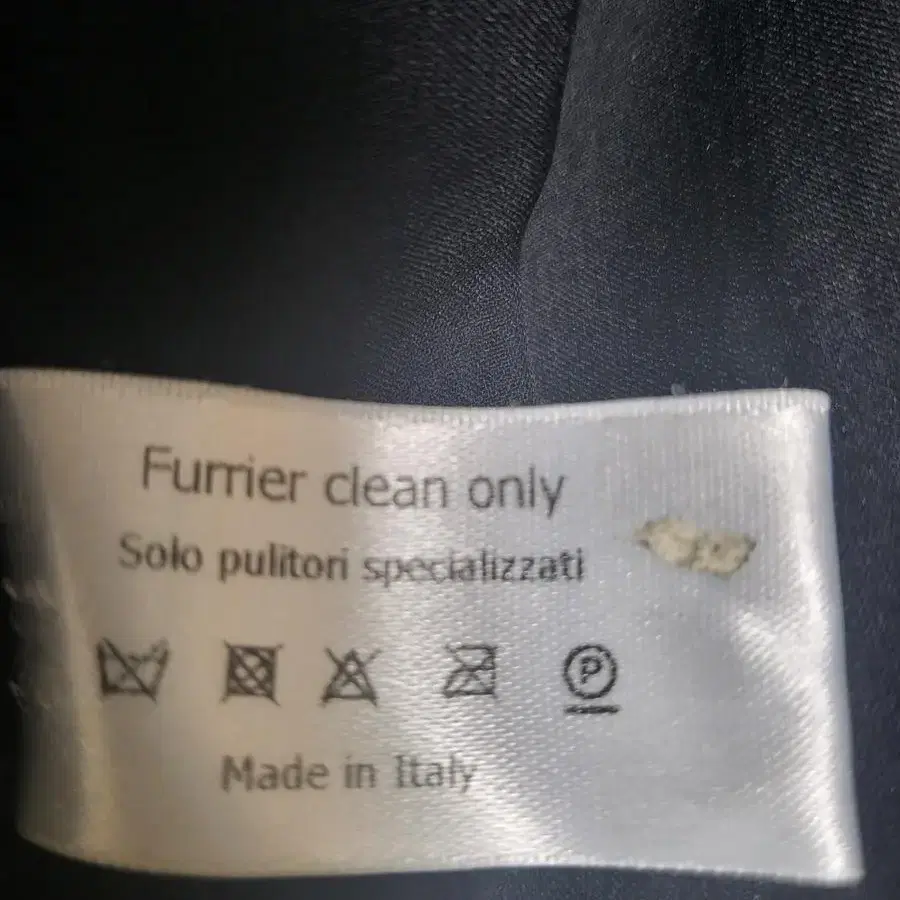 Furrier clean only
Solo pulitori specializzati
P
Made in Italy